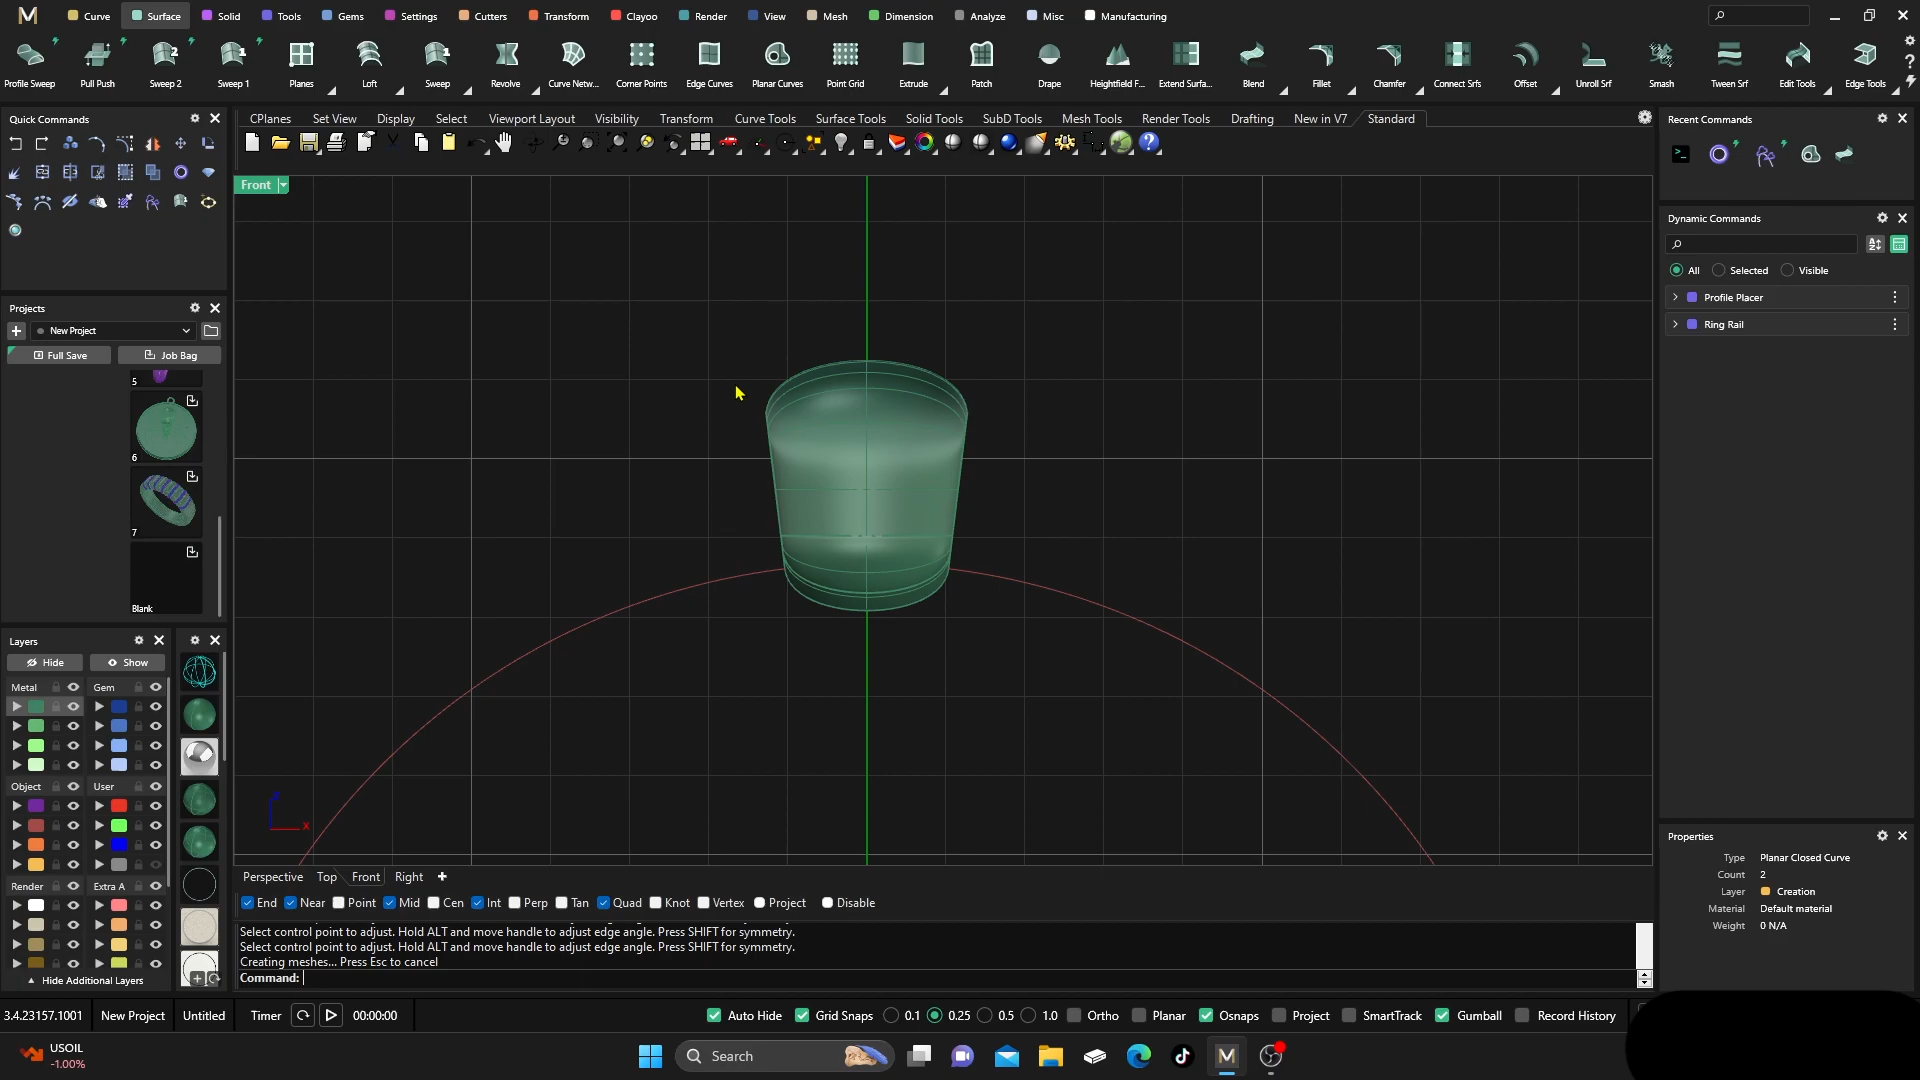 M Curve Surface Solid Tools Gems Settings Cutters Transform Clayoo Render View Mesh Dimension Analyze Misc Manufacturing
2 1 1
Profile Sweep Pull Push Sweep 2 Sweep 1 Planes Loft Sweep Revolve Curve Netw... Corner Points Edge Curves Planar Curves Point Grid Extrude Patch Drape Heightfield F... Extend Surfa... Blend Fillet Chamfer Connect Srfs Offset Unroll Srf Smash Tween Srf Edit Tools Edge Tools
Quick Commands
CPlanes Set View Display Select Viewport Layout Visibility Transform Curve Tools Surface Tools Solid Tools SubD Tools Mesh Tools Render Tools Drafting New in V7 Standard
Recent Commands
Front
Dynamic Commands
All Selected Visible
Profile Placer
Ring Rail
Projects
New Project
Full Save Job Bag
5
6
7
Blank
Layers
Hide Show
Metal Gem
Object User
Render Extra A
Hide Additional Layers
x
Perspective Top Front Right
End Near Point Mid Cen Int Perp Tan Quad Knot Vertex Project Disable
Select control point to adjust. Hold ALT and move handle to adjust edge angle. Press SHIFT for symmetry.
Select control point to adjust. Hold ALT and move handle to adjust edge angle. Press SHIFT for symmetry.
Creating meshes... Press Esc to cancel
Command:
Properties
Type Planar Closed Curve
Count 2
Layer Creation
Material Default material
Weight 0 N/A
3.4.23157.1001 New Project Untitled Timer 00:00:00 Auto Hide Grid Snaps 0.1 0.25 0.5 1.0 Ortho Planar Osnaps Project SmartTrack Gumball Record History
USOIL
-1.00%
Search
M